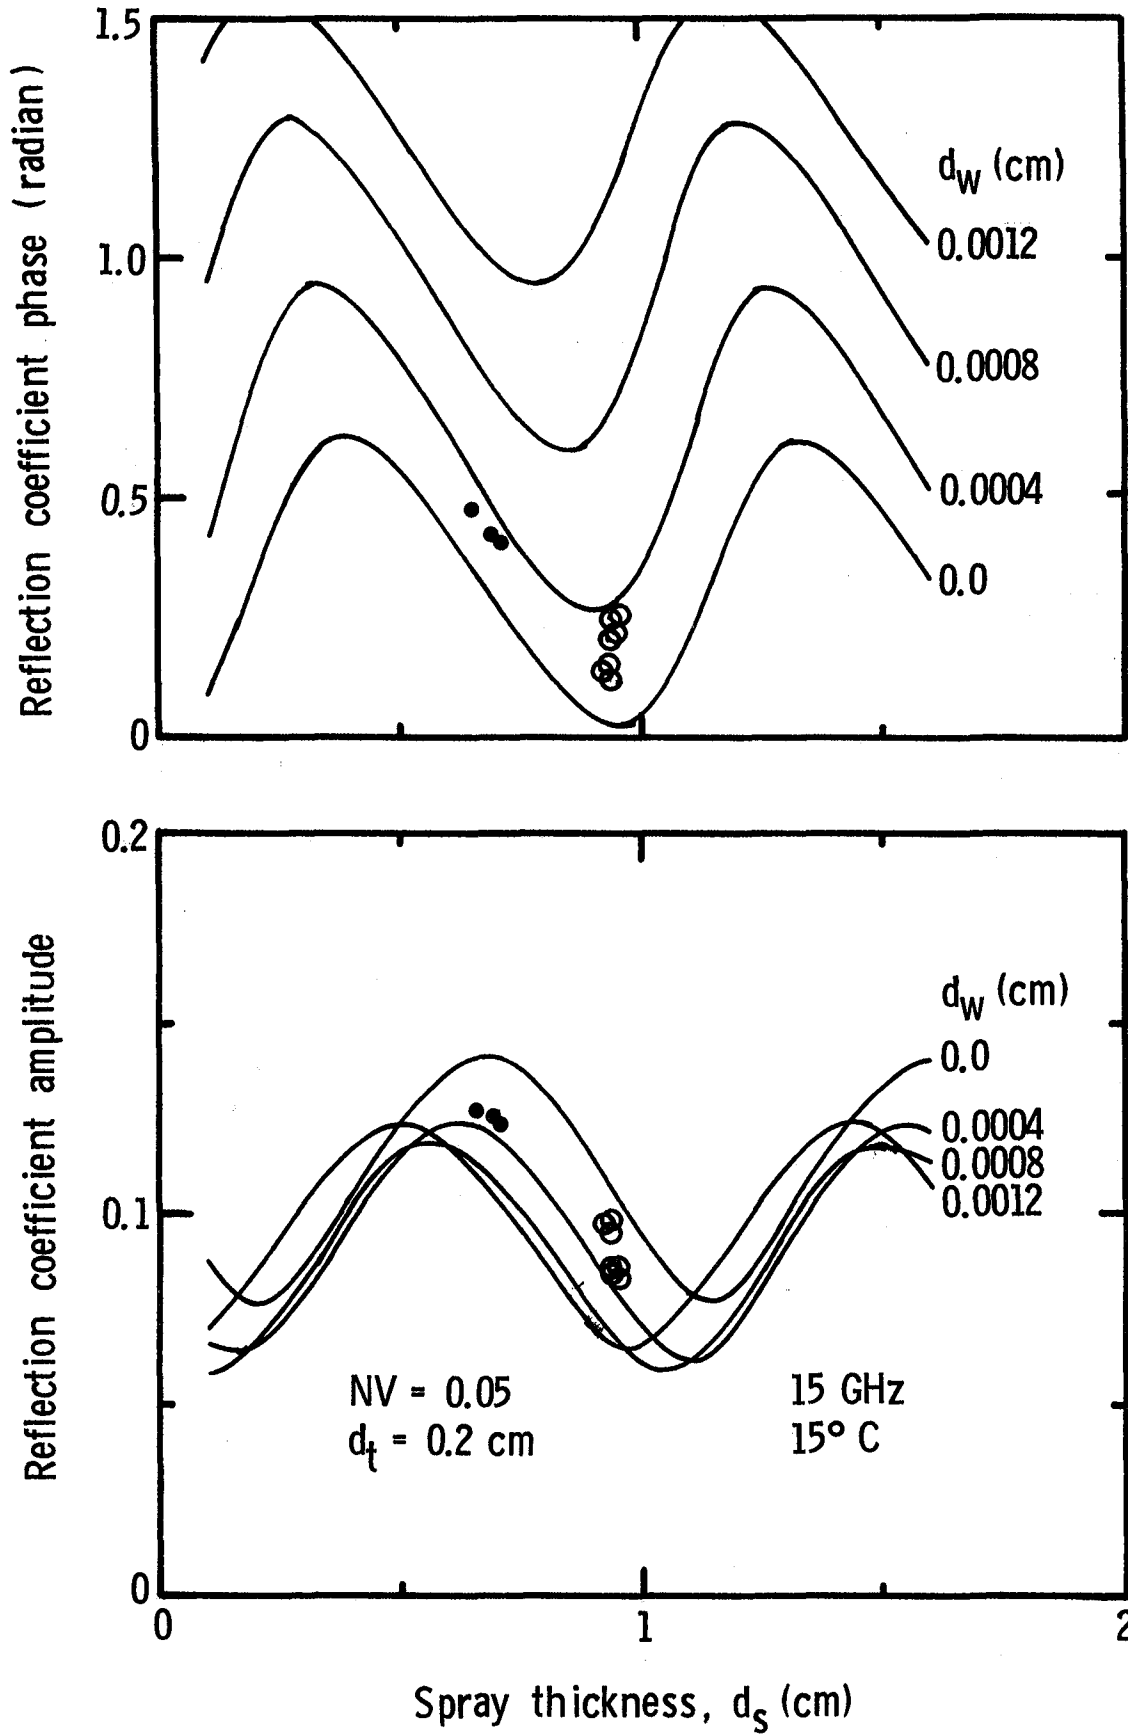 Reflection coefficient phase (radian)
1.5
1.0
0.5
0
dw (cm)
0.0012
0.0008
0.0004
0.0
Reflection coefficient amplitude
0.2
0.1
0
dw (cm)
0.0
0.0004
0.0008
0.0012
NV = 0.05
dt = 0.2 cm
15 GHz
15° C
0
1
2
Spray thickness, ds (cm)